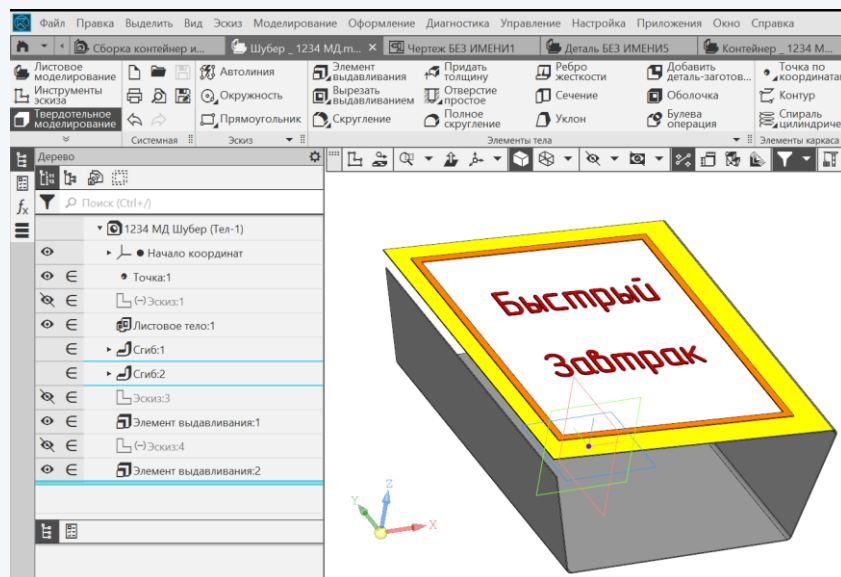 Файл Правка Выделить Вид Эскиз Моделирование Оформление Диагностика Управление Настройка Приложения Окно Справка
Сборка контейнер и... Шубер _ 1234 МД.m... Чертеж БЕЗ ИМЕНИ1 Деталь БЕЗ ИМЕНИ5 Контейнер _ 1234 М...
Листовое моделирование
Инструменты эскиза
Твердотельное моделирование
Системная
Автолиния
Окружность
Прямоугольник
Эскиз
Элемент выдавливания
Вырезать выдавливанием
Скругление
Придать толщину
Отверстие простое
Полное скругление
Ребро жесткости
Сечение
Уклон
Добавить деталь-заготов...
Оболочка
Булева операция
Элементы тела
Точка по координата
Контур
Спираль цилиндриче
Элементы каркаса
Дерево
Поиск (Ctrl+/)
1234 МД Шубер (Тел-1)
Начало координат
Точка:1
(-)Эскиз:1
Листовое тело:1
Сгиб:1
Сгиб:2
Эскиз:3
Элемент выдавливания:1
(-)Эскиз:4
Элемент выдавливания:2
Быстрый
Завтрак
Z
Y
X